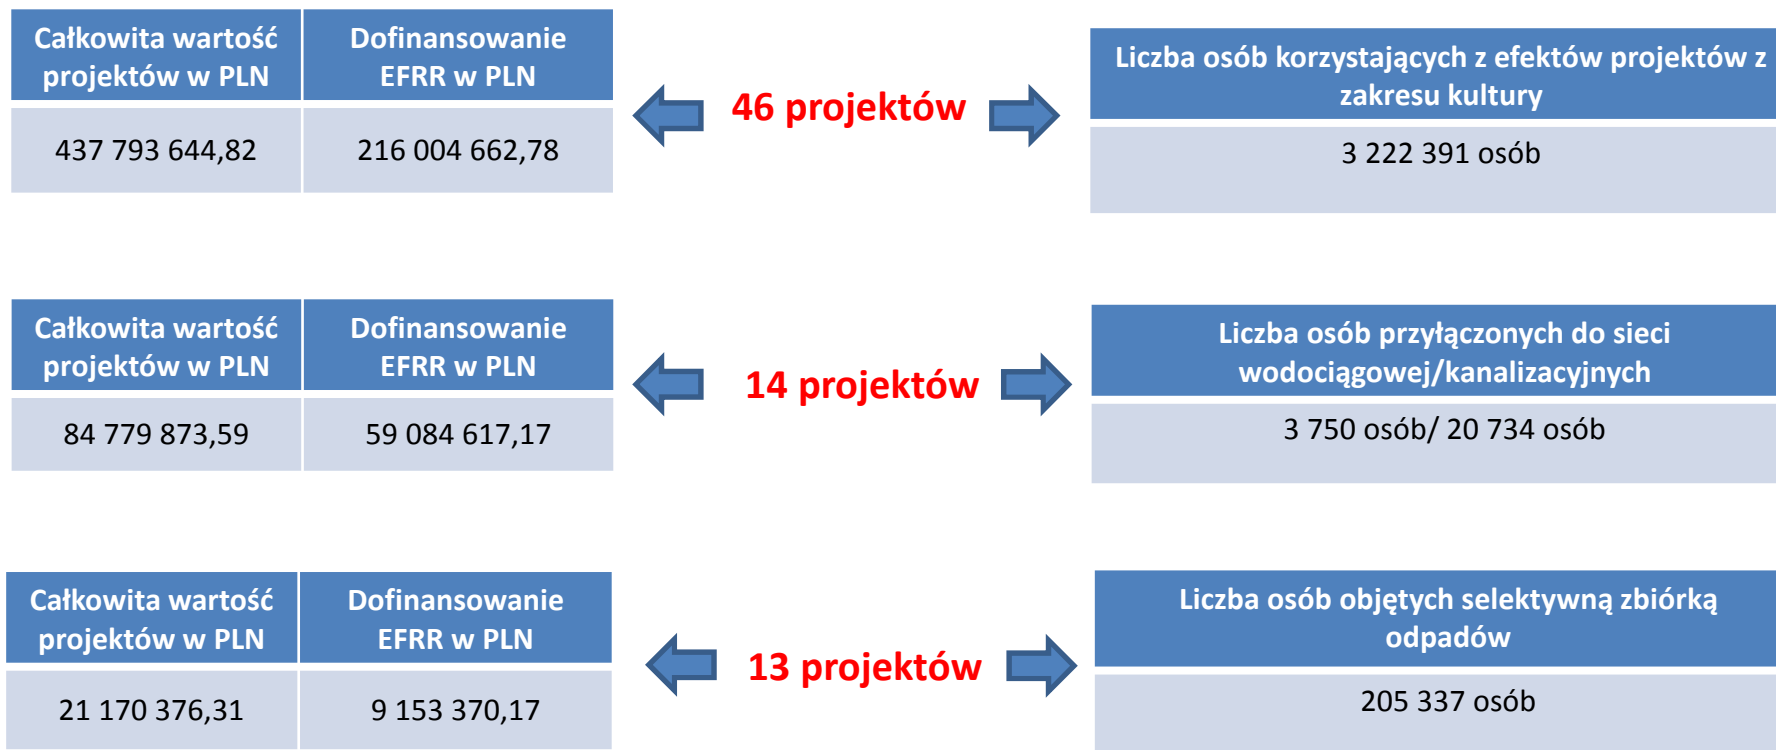 Całkowita wartość
projektów w PLN
Dofinansowanie
EFRR w PLN
437 793 644,82
216 004 662,78
46 projektów
Liczba osób korzystających z efektów projektów z
zakresu kultury
3 222 391 osób
Całkowita wartość
projektów w PLN
Dofinansowanie
EFRR w PLN
84 779 873,59
59 084 617,17
14 projektów
Liczba osób przyłączonych do sieci
wodociągowej/kanalizacyjnych
3 750 osób/ 20 734 osób
Całkowita wartość
projektów w PLN
Dofinansowanie
EFRR w PLN
21 170 376,31
9 153 370,17
13 projektów
Liczba osób objętych selektywną zbiórką
odpadów
205 337 osób